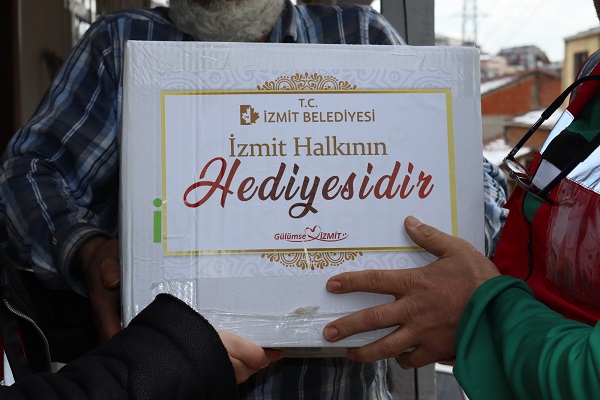 T.C.
İZMİT BELEDİYESİ
İzmit Halkının
Hediyesidir
Gülümse İZMİT